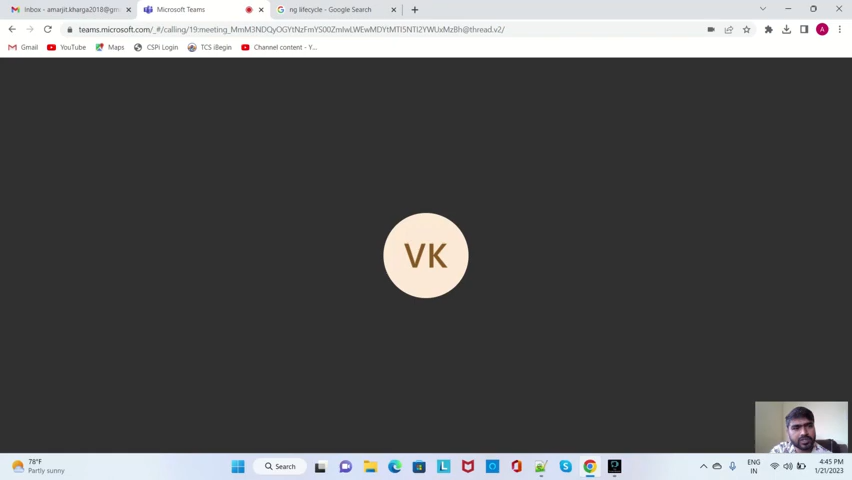 Inbox - amarjit.kharga2018@gm
Microsoft Teams
ng lifecycle - Google Search
teams.microsoft.com/_#/calling/19:meeting_MmM3NDQyOGYtNzFmYS00ZmIwLWEwMDYtMTI5NTI2YWUxMzBh@thread.v2/
A
Gmail
YouTube
Maps
CSPi Login
TCS iBegin
Channel content - Y...
VK
78°F
Partly sunny
Search
ENG
IN
4:45 PM
1/21/2023